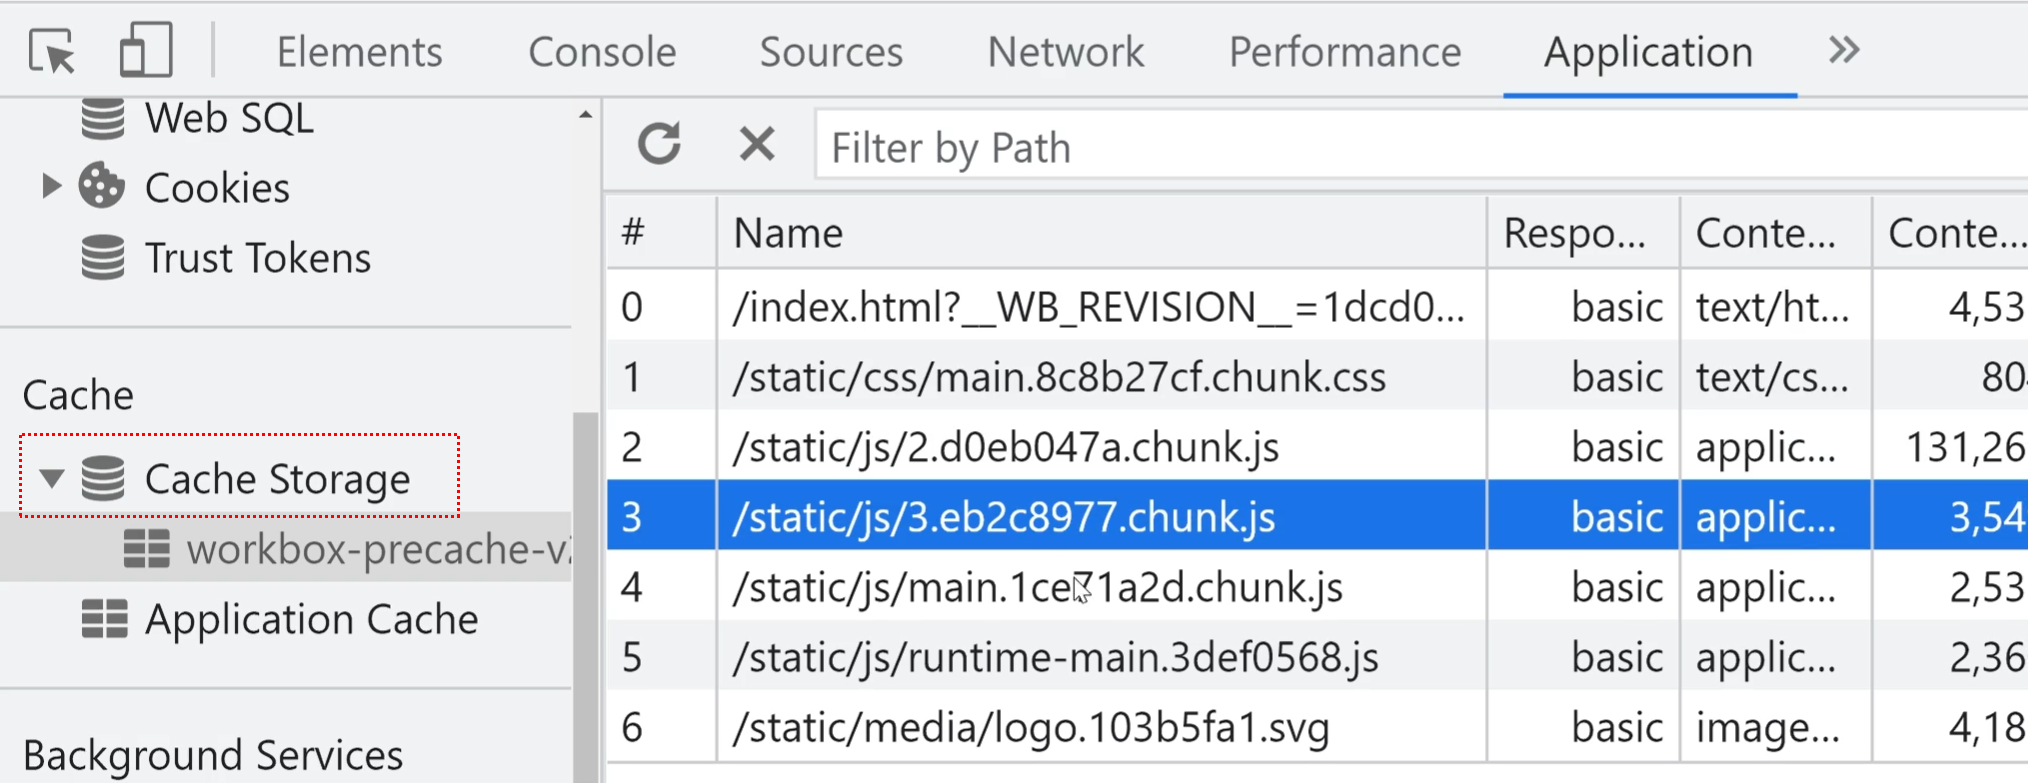 Elements Console Sources Network Performance Application
Web SQL
Cookies
Trust Tokens
Cache
Cache Storage
workbox-precache-v
Application Cache
Background Services
Filter by Path
# Name Respo... Conte... Conte...
0 /index.html?__WB_REVISION__=1dcd0... basic text/ht... 4,53
1 /static/css/main.8c8b27cf.chunk.css basic text/cs... 80
2 /static/js/2.d0eb047a.chunk.js basic applic... 131,26
3 /static/js/3.eb2c8977.chunk.js basic applic... 3,54
4 /static/js/main.1ce71a2d.chunk.js basic applic... 2,53
5 /static/js/runtime-main.3def0568.js basic applic... 2,36
6 /static/media/logo.103b5fa1.svg basic image... 4,18